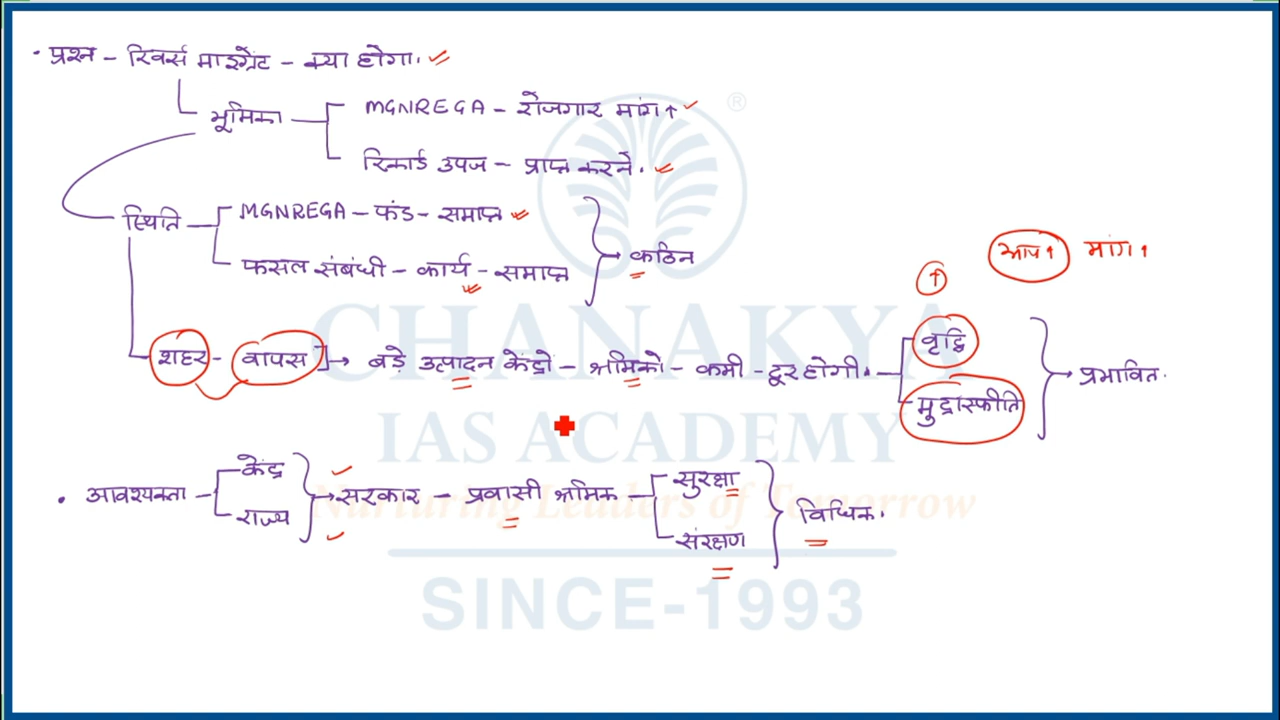 • प्रश्न – रिवर्स माइग्रेट – क्या होगा.
भूमिका
MGNREGA – रोजगार मांग ↑
रिकार्ड उपज – प्राप्त करने.
®
स्थिति
MGNREGA – फंड – समाप्त
फसल संबंधी – कार्य – समाप्त
→ कठिन
आय↑ मांग↑
↑
शहर – वापस → बड़े उत्पादन केंद्रो – श्रमिको – कमी – दूर होगी.
वृद्धि
मुद्रास्फीति
→ प्रभावित.
CHANAKYA
IAS ACADEMY
Nurturing Leaders of Tomorrow
• आवश्यकता
केंद्र
राज्य
→ सरकार – प्रवासी श्रमिक
सुरक्षा
संरक्षण
विधिक.
SINCE-1993